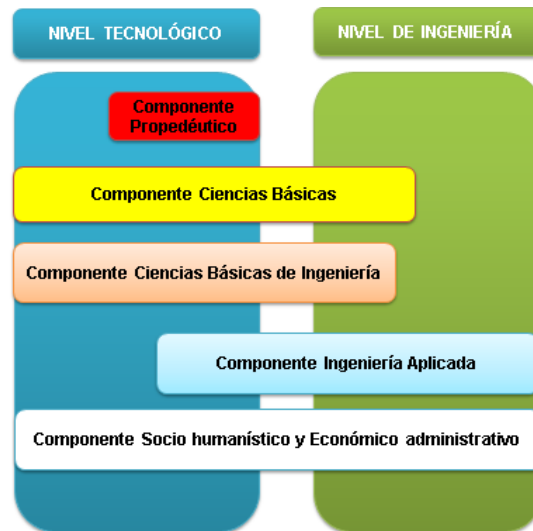 NIVEL TECNOLÓGICO
NIVEL DE INGENIERÍA
Componente
Propedéutico
Componente Ciencias Básicas
Componente Ciencias Básicas de Ingeniería
Componente Ingeniería Aplicada
Componente Socio humanístico y Económico administrativo